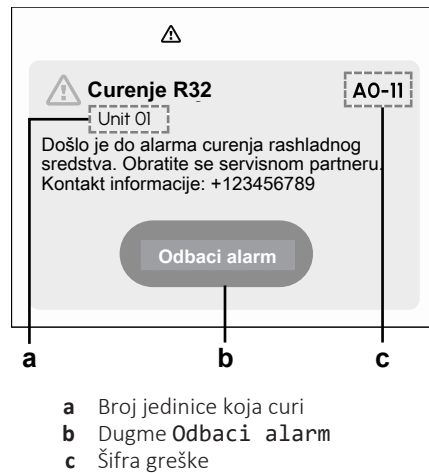 Curenje R32
A0-11
Unit 01
Došlo je do alarma curenja rashladnog
sredstva. Obratite se servisnom partneru.
Kontakt informacije: +123456789
Odbaci alarm
a b c
a Broj jedinice koja curi
b Dugme Odbaci alarm
c Šifra greške